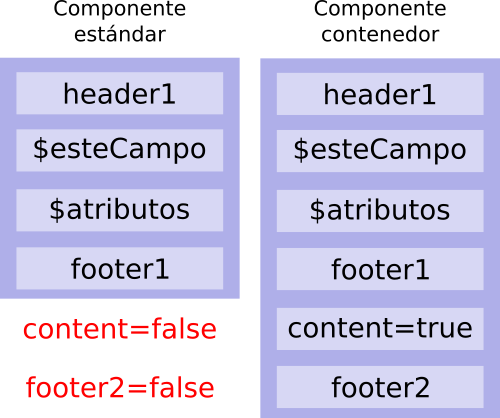 Componente
estándar
header1
$esteCampo
$atributos
footer1
content=false
footer2=false
Componente
contenedor
header1
$esteCampo
$atributos
footer1
content=true
footer2